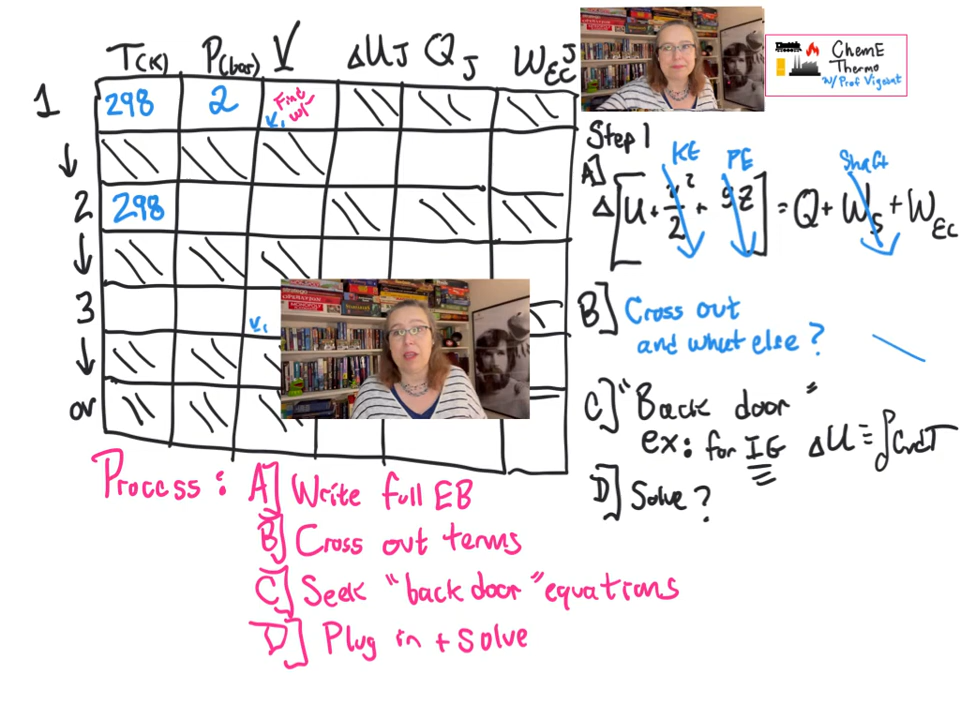 T(K) P(bar) V ΔU J Q J W EC J
1 298 2 Find w/
2 298
3
ov
Process: A] Write full EB
B] Cross out terms
C] Seek "back door" equations
D] Plug in + solve
ChemE
Thermo
w/ Prof Vigeant
Step 1
A]
KE PE Shaft
Δ[U + v²/2 + gz] = Q + Ws + WEC
B] Cross out
and what else?
C] "Back door"
ex: for IG ΔU = ∫CvdT
D] Solve?
OPERATION